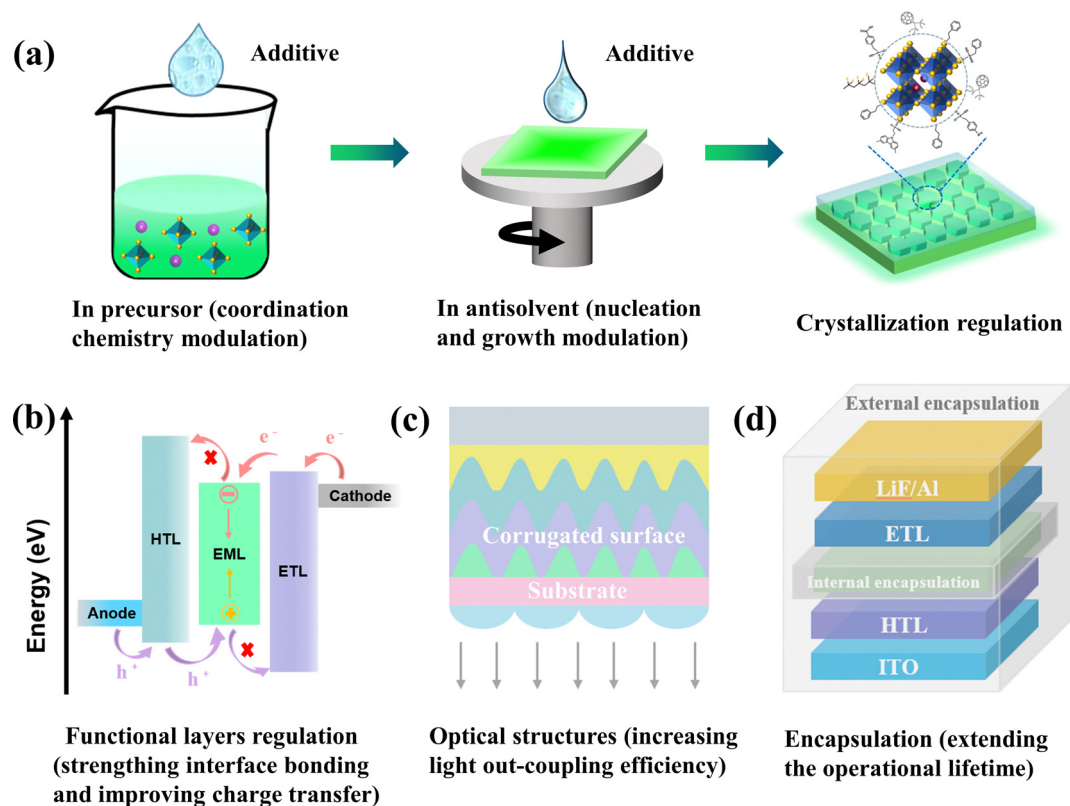 (a)
Additive
Additive
In precursor (coordination
chemistry modulation)
In antisolvent (nucleation
and growth modulation)
Crystallization regulation
(b)
Energy (eV)
HTL
EML
ETL
Anode
Cathode
e⁻
e⁻
h⁺
h⁺
Functional layers regulation
(strengthing interface bonding
and improving charge transfer)
(c)
Corrugated surface
Substrate
Optical structures (increasing
light out-coupling efficiency)
(d)
External encapsulation
LiF/Al
ETL
Internal encapsulation
HTL
ITO
Encapsulation (extending
the operational lifetime)